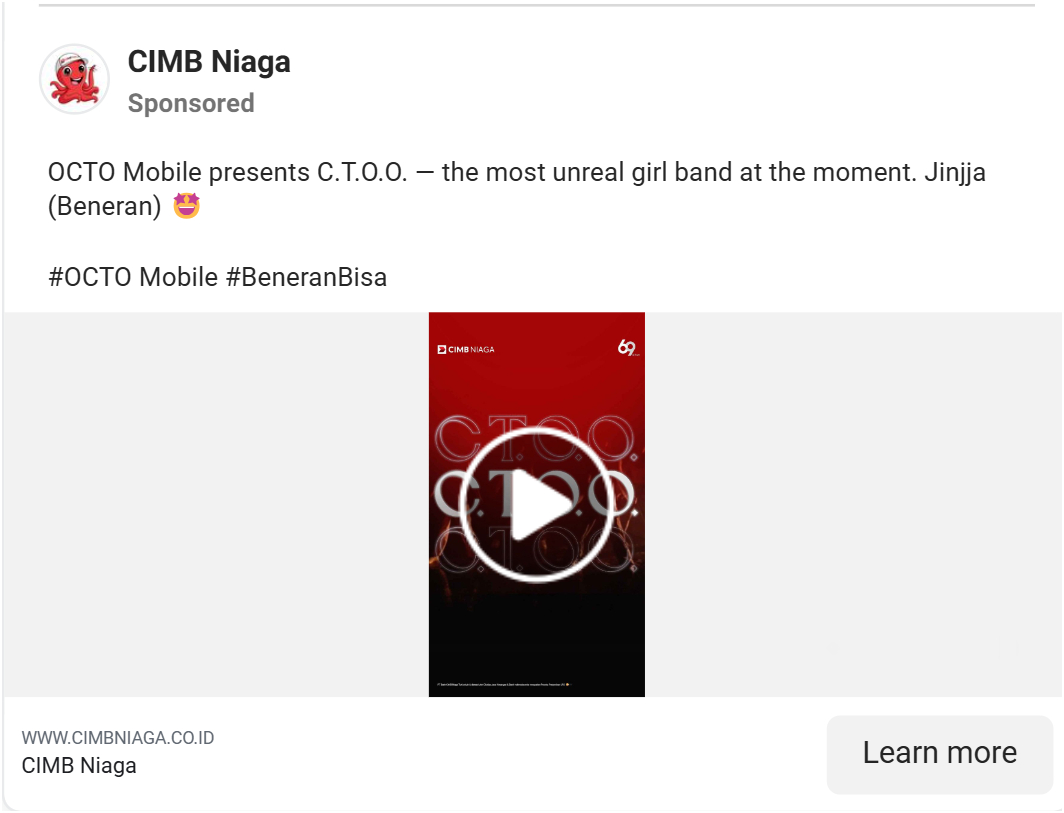 CIMB Niaga
Sponsored
OCTO Mobile presents C.T.O.O. — the most unreal girl band at the moment. Jinjja
(Beneran) 🤩
#OCTO Mobile #BeneranBisa
CIMB NIAGA
69
C.T.O.O.
C.T.O.O.
C.T.O.O.
WWW.CIMBNIAGA.CO.ID
CIMB Niaga
Learn more